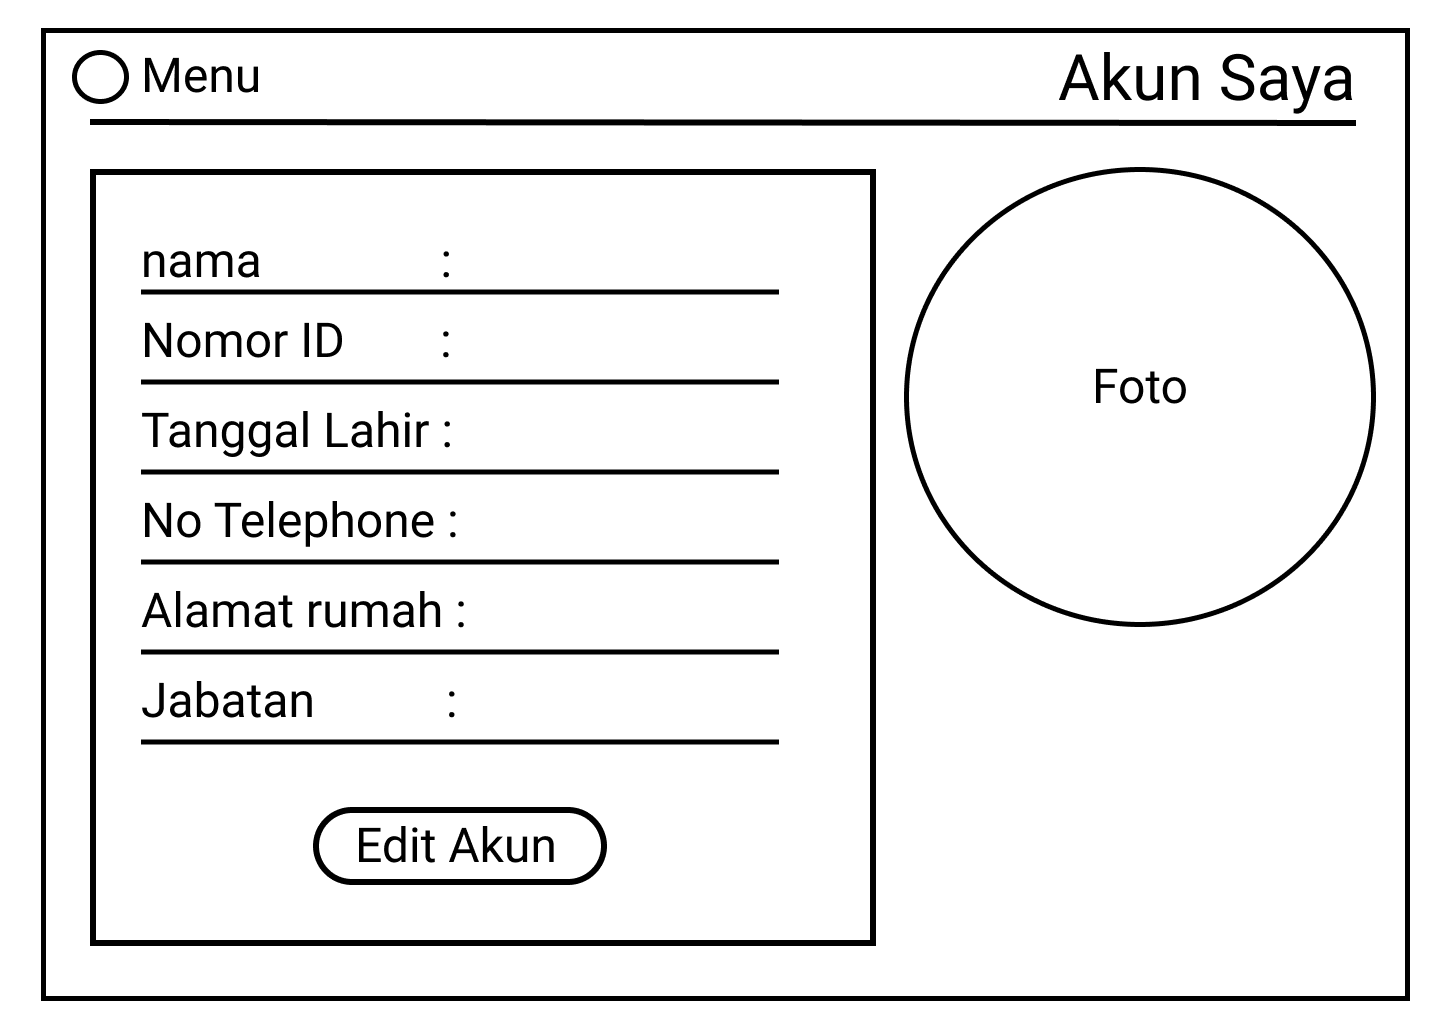 Menu
Akun Saya
nama :
Nomor ID :
Tanggal Lahir :
No Telephone :
Alamat rumah :
Jabatan :
Edit Akun
Foto